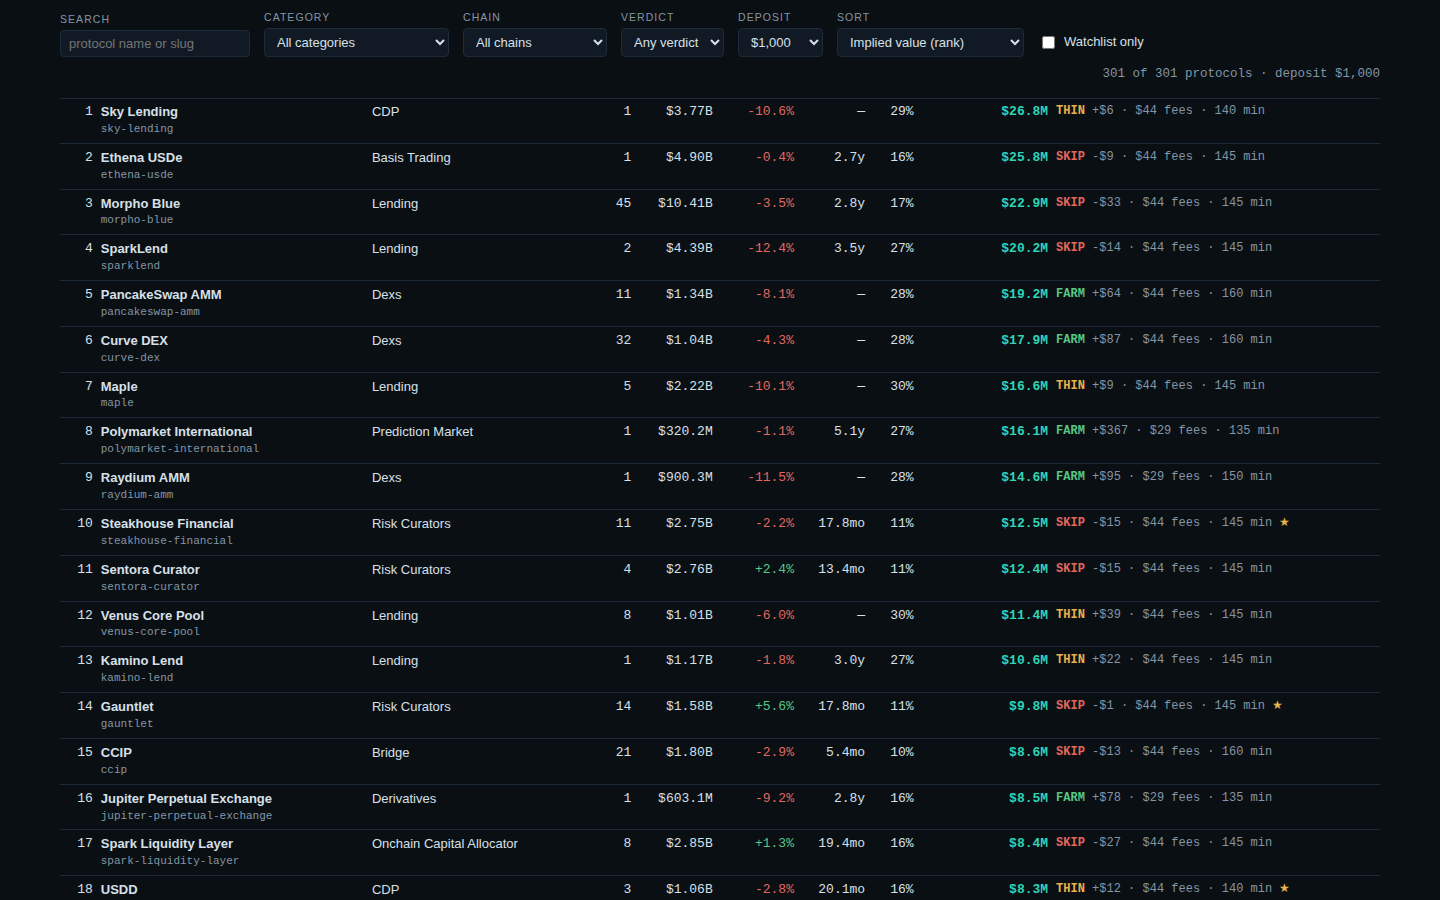 SEARCH CATEGORY CHAIN VERDICT DEPOSIT SORT
protocol name or slug All categories All chains Any verdict $1,000 Implied value (rank) Watchlist only
301 of 301 protocols · deposit $1,000
1 Sky Lending CDP 1 $3.77B -10.6% — 29% $26.8M THIN +$6 · $44 fees · 140 min
sky-lending
2 Ethena USDe Basis Trading 1 $4.90B -0.4% 2.7y 16% $25.8M SKIP -$9 · $44 fees · 145 min
ethena-usde
3 Morpho Blue Lending 45 $10.41B -3.5% 2.8y 17% $22.9M SKIP -$33 · $44 fees · 145 min
morpho-blue
4 SparkLend Lending 2 $4.39B -12.4% 3.5y 27% $20.2M SKIP -$14 · $44 fees · 145 min
sparklend
5 PancakeSwap AMM Dexs 11 $1.34B -8.1% — 28% $19.2M FARM +$64 · $44 fees · 160 min
pancakeswap-amm
6 Curve DEX Dexs 32 $1.04B -4.3% — 28% $17.9M FARM +$87 · $44 fees · 160 min
curve-dex
7 Maple Lending 5 $2.22B -10.1% — 30% $16.6M THIN +$9 · $44 fees · 145 min
maple
8 Polymarket International Prediction Market 1 $320.2M -1.1% 5.1y 27% $16.1M FARM +$367 · $29 fees · 135 min
polymarket-international
9 Raydium AMM Dexs 1 $900.3M -11.5% — 28% $14.6M FARM +$95 · $29 fees · 150 min
raydium-amm
10 Steakhouse Financial Risk Curators 11 $2.75B -2.2% 17.8mo 11% $12.5M SKIP -$15 · $44 fees · 145 min ★
steakhouse-financial
11 Sentora Curator Risk Curators 4 $2.76B +2.4% 13.4mo 11% $12.4M SKIP -$15 · $44 fees · 145 min
sentora-curator
12 Venus Core Pool Lending 8 $1.01B -6.0% — 30% $11.4M THIN +$39 · $44 fees · 145 min
venus-core-pool
13 Kamino Lend Lending 1 $1.17B -1.8% 3.0y 27% $10.6M THIN +$22 · $44 fees · 145 min
kamino-lend
14 Gauntlet Risk Curators 14 $1.58B +5.6% 17.8mo 11% $9.8M SKIP -$1 · $44 fees · 145 min ★
gauntlet
15 CCIP Bridge 21 $1.80B -2.9% 5.4mo 10% $8.6M SKIP -$13 · $44 fees · 160 min
ccip
16 Jupiter Perpetual Exchange Derivatives 1 $603.1M -9.2% 2.8y 16% $8.5M FARM +$78 · $29 fees · 135 min
jupiter-perpetual-exchange
17 Spark Liquidity Layer Onchain Capital Allocator 8 $2.85B +1.3% 19.4mo 16% $8.4M SKIP -$27 · $44 fees · 145 min
spark-liquidity-layer
18 USDD CDP 3 $1.06B -2.8% 20.1mo 16% $8.3M THIN +$12 · $44 fees · 140 min ★